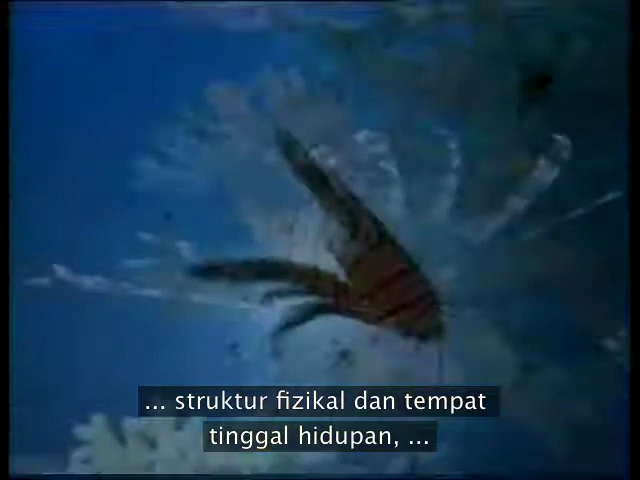 ... struktur fizikal dan tempat
tinggal hidupan, ...